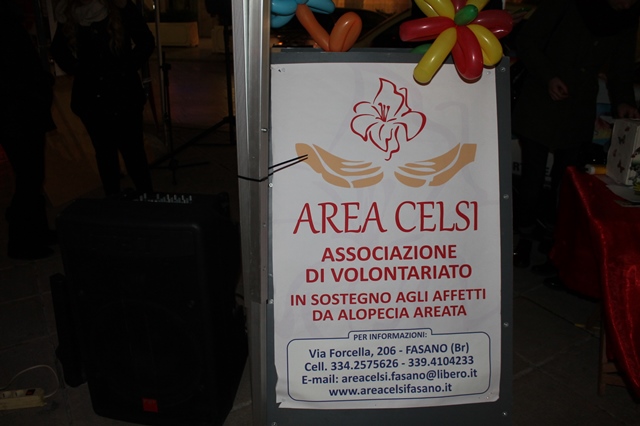 AREA CELSI
ASSOCIAZIONE
DI VOLONTARIATO
IN SOSTEGNO AGLI AFFETTI
DA ALOPECIA AREATA
PER INFORMAZIONI:
Via Forcella, 206 - FASANO (Br)
Cell. 334.2575626 - 339.4104233
E-mail: areacelsi.fasano@libero.it
www.areacelsifasano.it